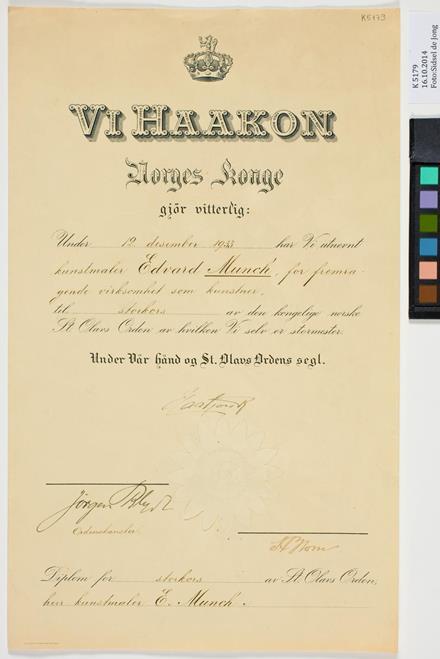 K5179
VI HAAKON
Norges Konge
gjör vitterlig:
Under 12 desember 1933 har Vi utnevnt
kunstmaler Edvard Munch, for fremra-
gende virksomhet som kunstner,
til storkors av den kongelige norske
St. Olavs Orden av hvilken Vi selv er stormester.
Under Vår hånd og St. Olavs Ordens segl.
Jörgen
Ordenskansler
Diplom for storkors av St. Olavs Orden,
herr kunstmaler E. Munch.
K 5179
16.10.2014
Foto:Sidsel de Jong